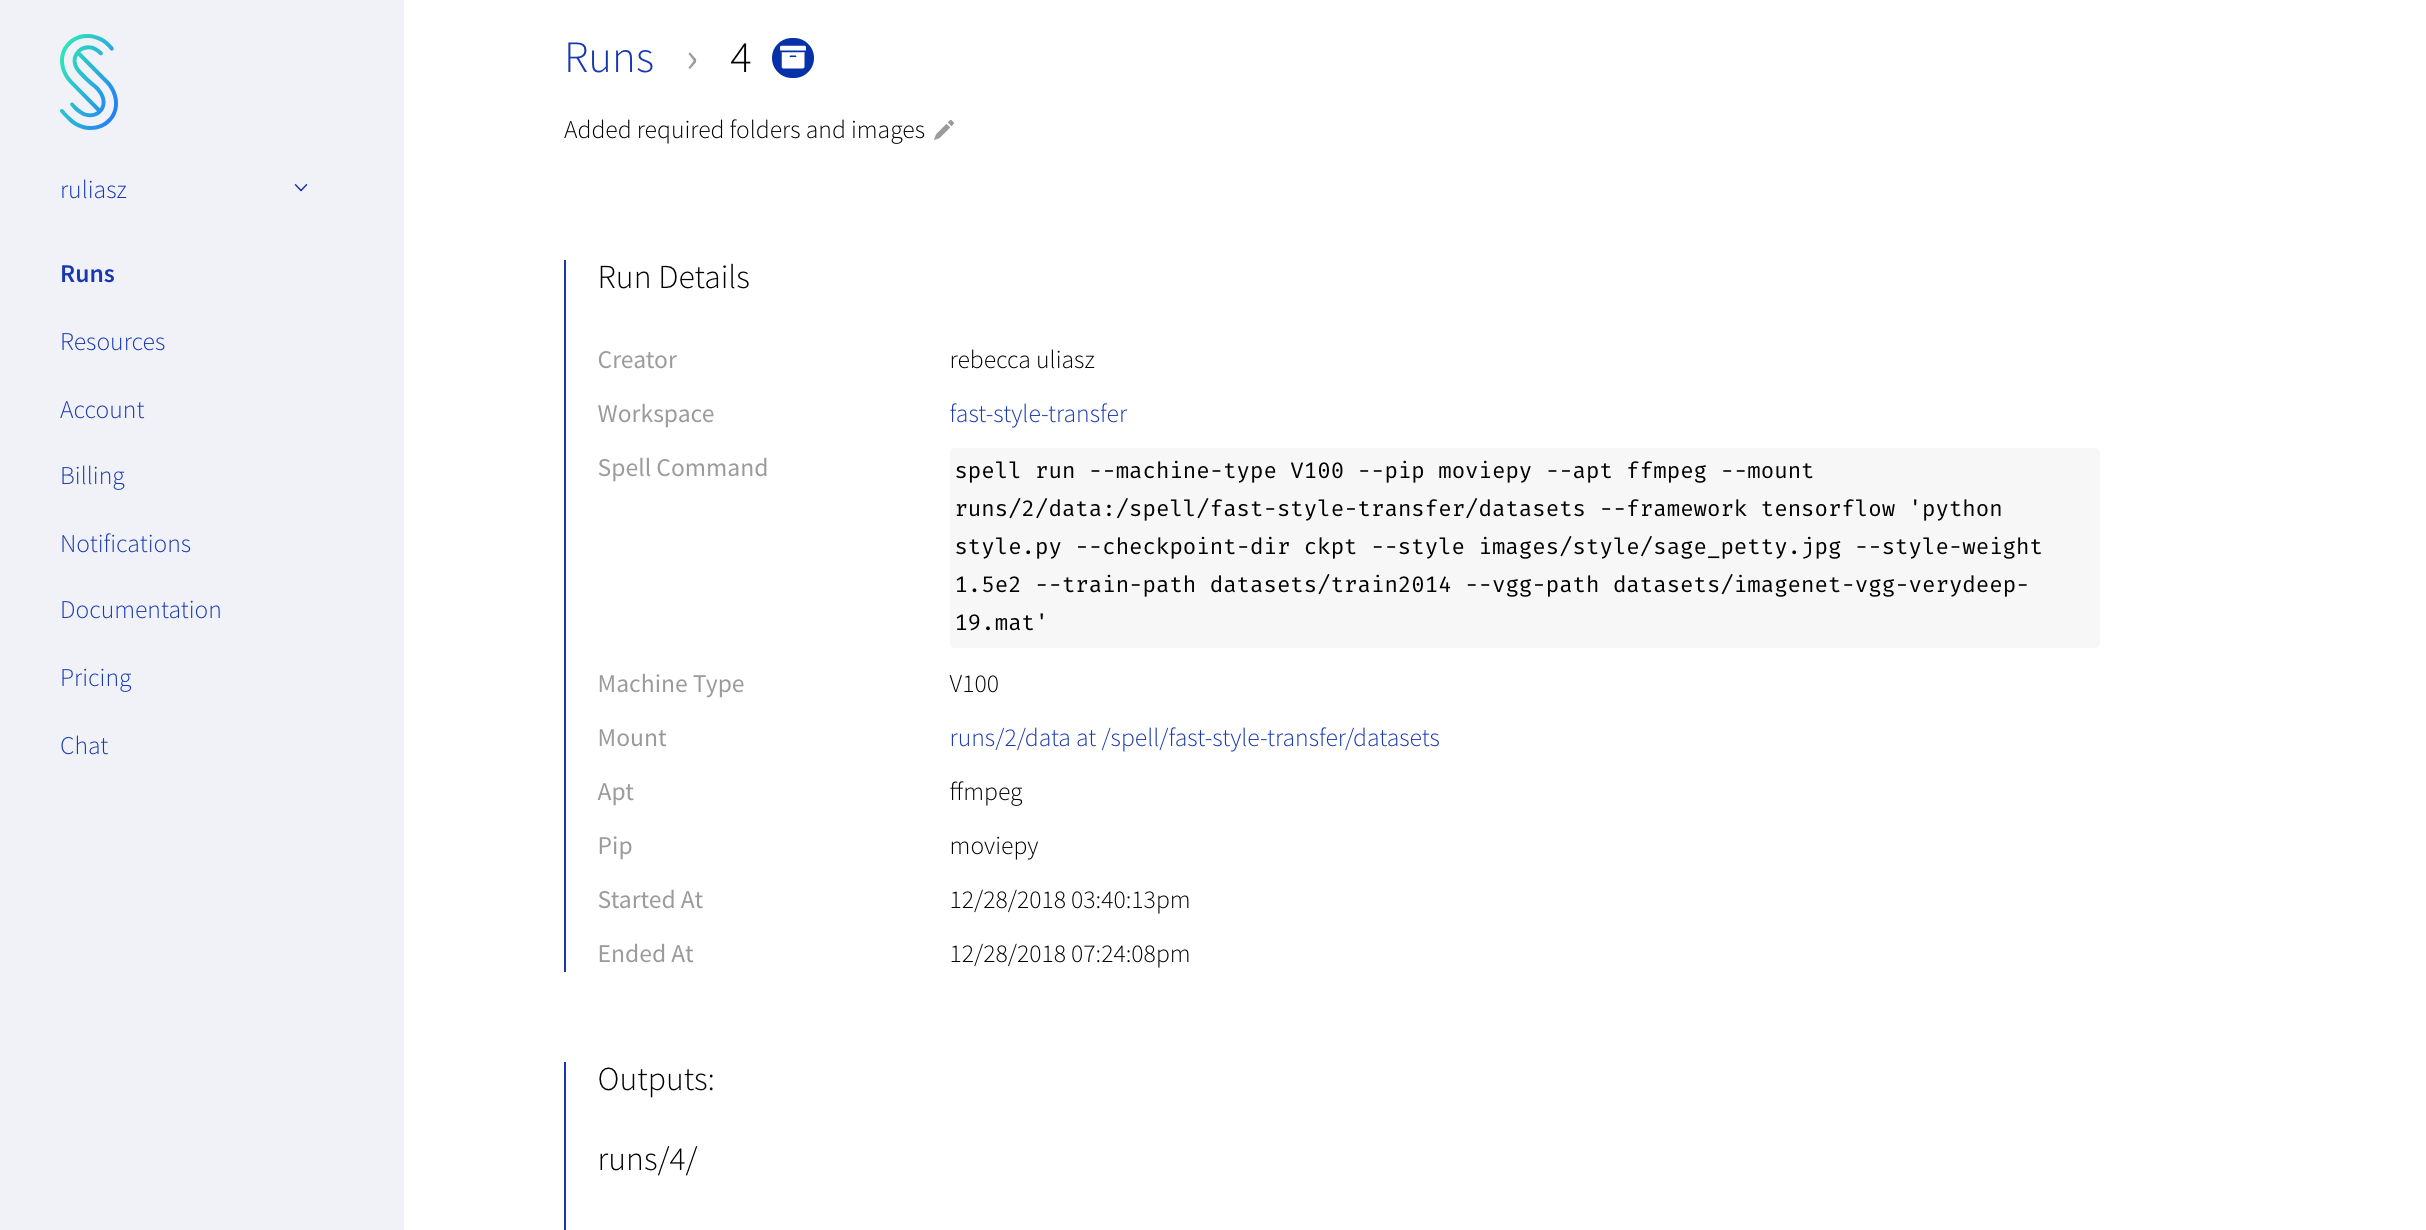 ruliasz
Runs
Resources
Account
Billing
Notifications
Documentation
Pricing
Chat
Runs › 4
Added required folders and images
Run Details
Creator rebecca uliasz
Workspace fast-style-transfer
Spell Command spell run --machine-type V100 --pip moviepy --apt ffmpeg --mount
runs/2/data:/spell/fast-style-transfer/datasets --framework tensorflow 'python
style.py --checkpoint-dir ckpt --style images/style/sage_petty.jpg --style-weight
1.5e2 --train-path datasets/train2014 --vgg-path datasets/imagenet-vgg-verydeep-
19.mat'
Machine Type V100
Mount runs/2/data at /spell/fast-style-transfer/datasets
Apt ffmpeg
Pip moviepy
Started At 12/28/2018 03:40:13pm
Ended At 12/28/2018 07:24:08pm
Outputs:
runs/4/